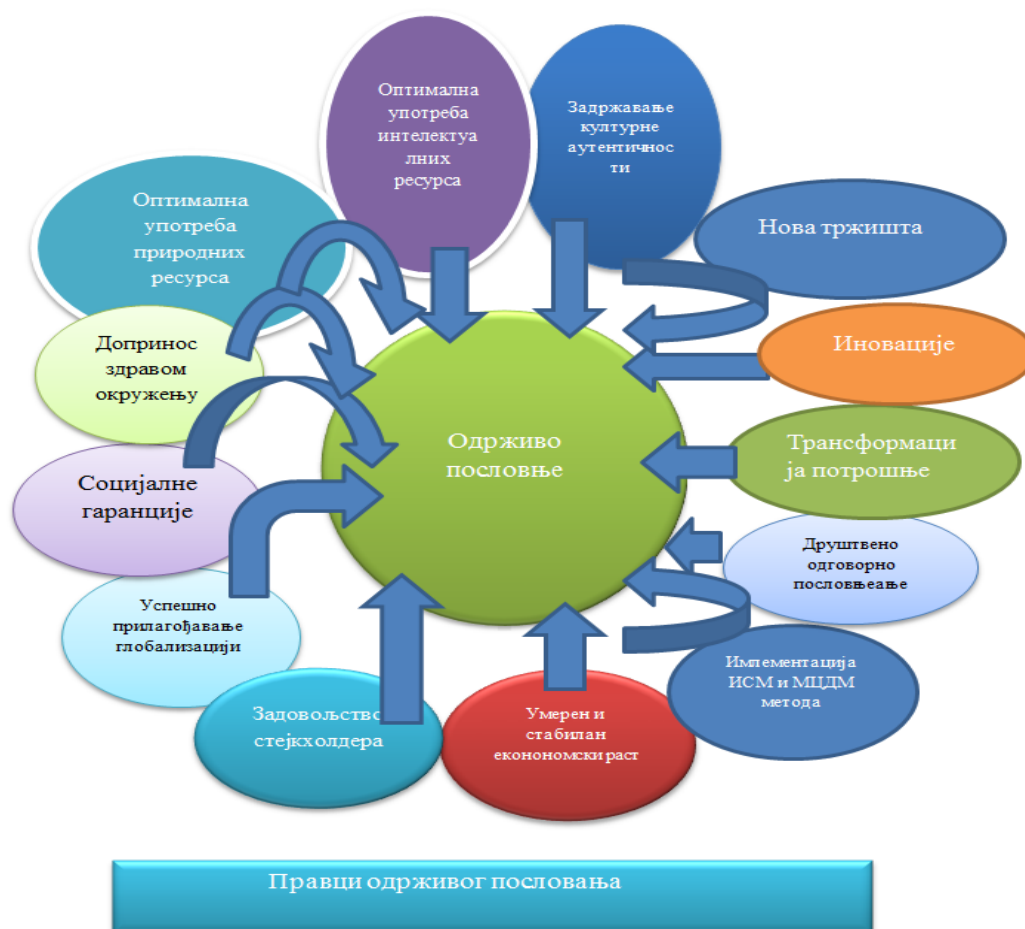 Оптимална
употреба
интелектуа
лних
ресурса
Задржавање
културне
аутентичнос
ти
Оптимална
употреба
природних
ресурса
Нова тржишта
Допринос
здравом
окружењу
Иновације
Одрживо
пословње
Трансформаци
ја потрошње
Социјалне
гаранције
Друштвено
одговорно
пословњеање
Успешно
прилагођавање
глобализацији
Имлементација
ИСМ и МЦДМ
метода
Задовољство
стејкхолдера
Умерен и
стабилан
еконономски раст
Правци одрживог пословања